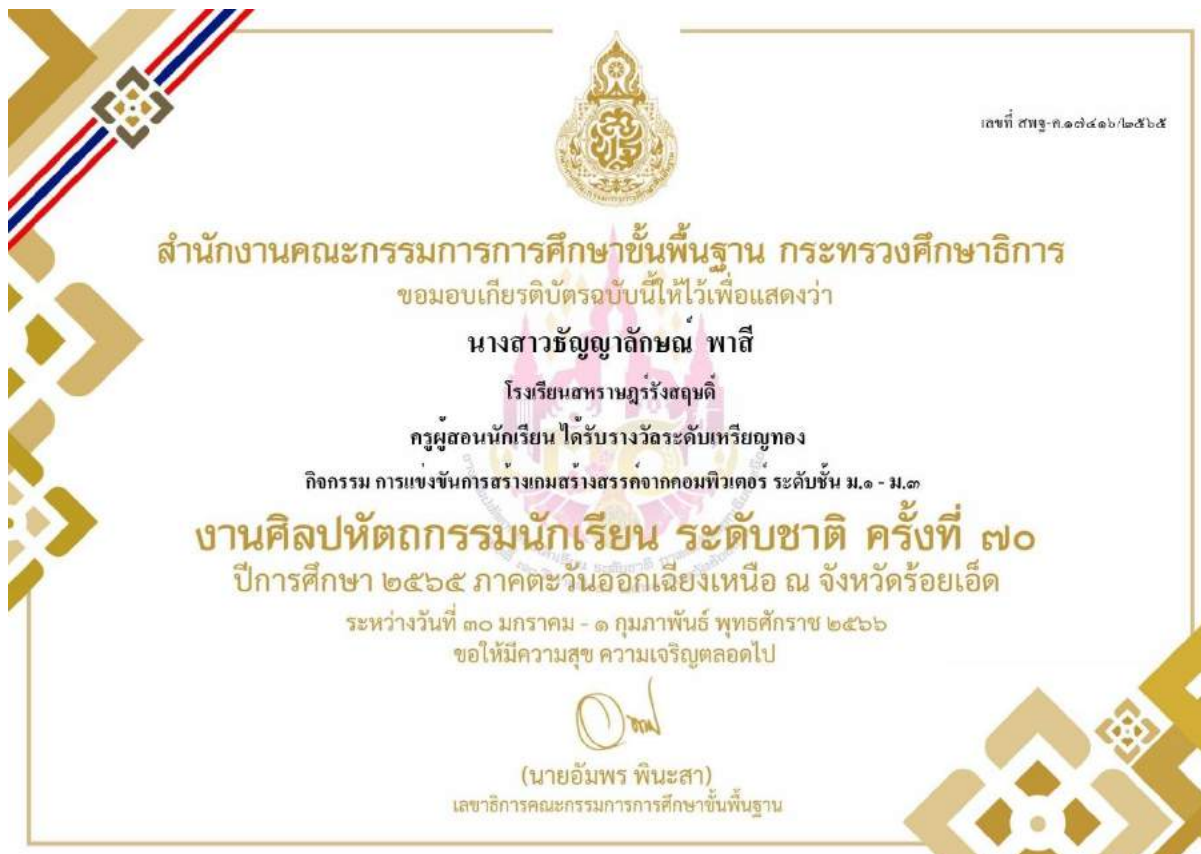 เลขที่ สพฐ-ค.๑๗๔๑๖/๒๕๖๕
สำนักงานคณะกรรมการการศึกษาขั้นพื้นฐาน กระทรวงศึกษาธิการ
ขอมอบเกียรติบัตรฉบับนี้ให้ไว้เพื่อแสดงว่า
นางสาวธัญญาลักษณ์ พาสี
โรงเรียนสหราษฎร์รังสฤษดิ์
ครูผู้สอนนักเรียน ได้รับรางวัลระดับเหรียญทอง
กิจกรรม การแข่งขันการสร้างเกมสร้างสรรค์จากคอมพิวเตอร์ ระดับชั้น ม.๑ - ม.๓
งานศิลปหัตถกรรมนักเรียน ระดับชาติ ครั้งที่ ๗๐
ปีการศึกษา ๒๕๖๕ ภาคตะวันออกเฉียงเหนือ ณ จังหวัดร้อยเอ็ด
ระหว่างวันที่ ๓๐ มกราคม - ๑ กุมภาพันธ์ พุทธศักราช ๒๕๖๖
ขอให้มีความสุข ความเจริญตลอดไป
(นายอัมพร พินะสา)
เลขาธิการคณะกรรมการการศึกษาขั้นพื้นฐาน